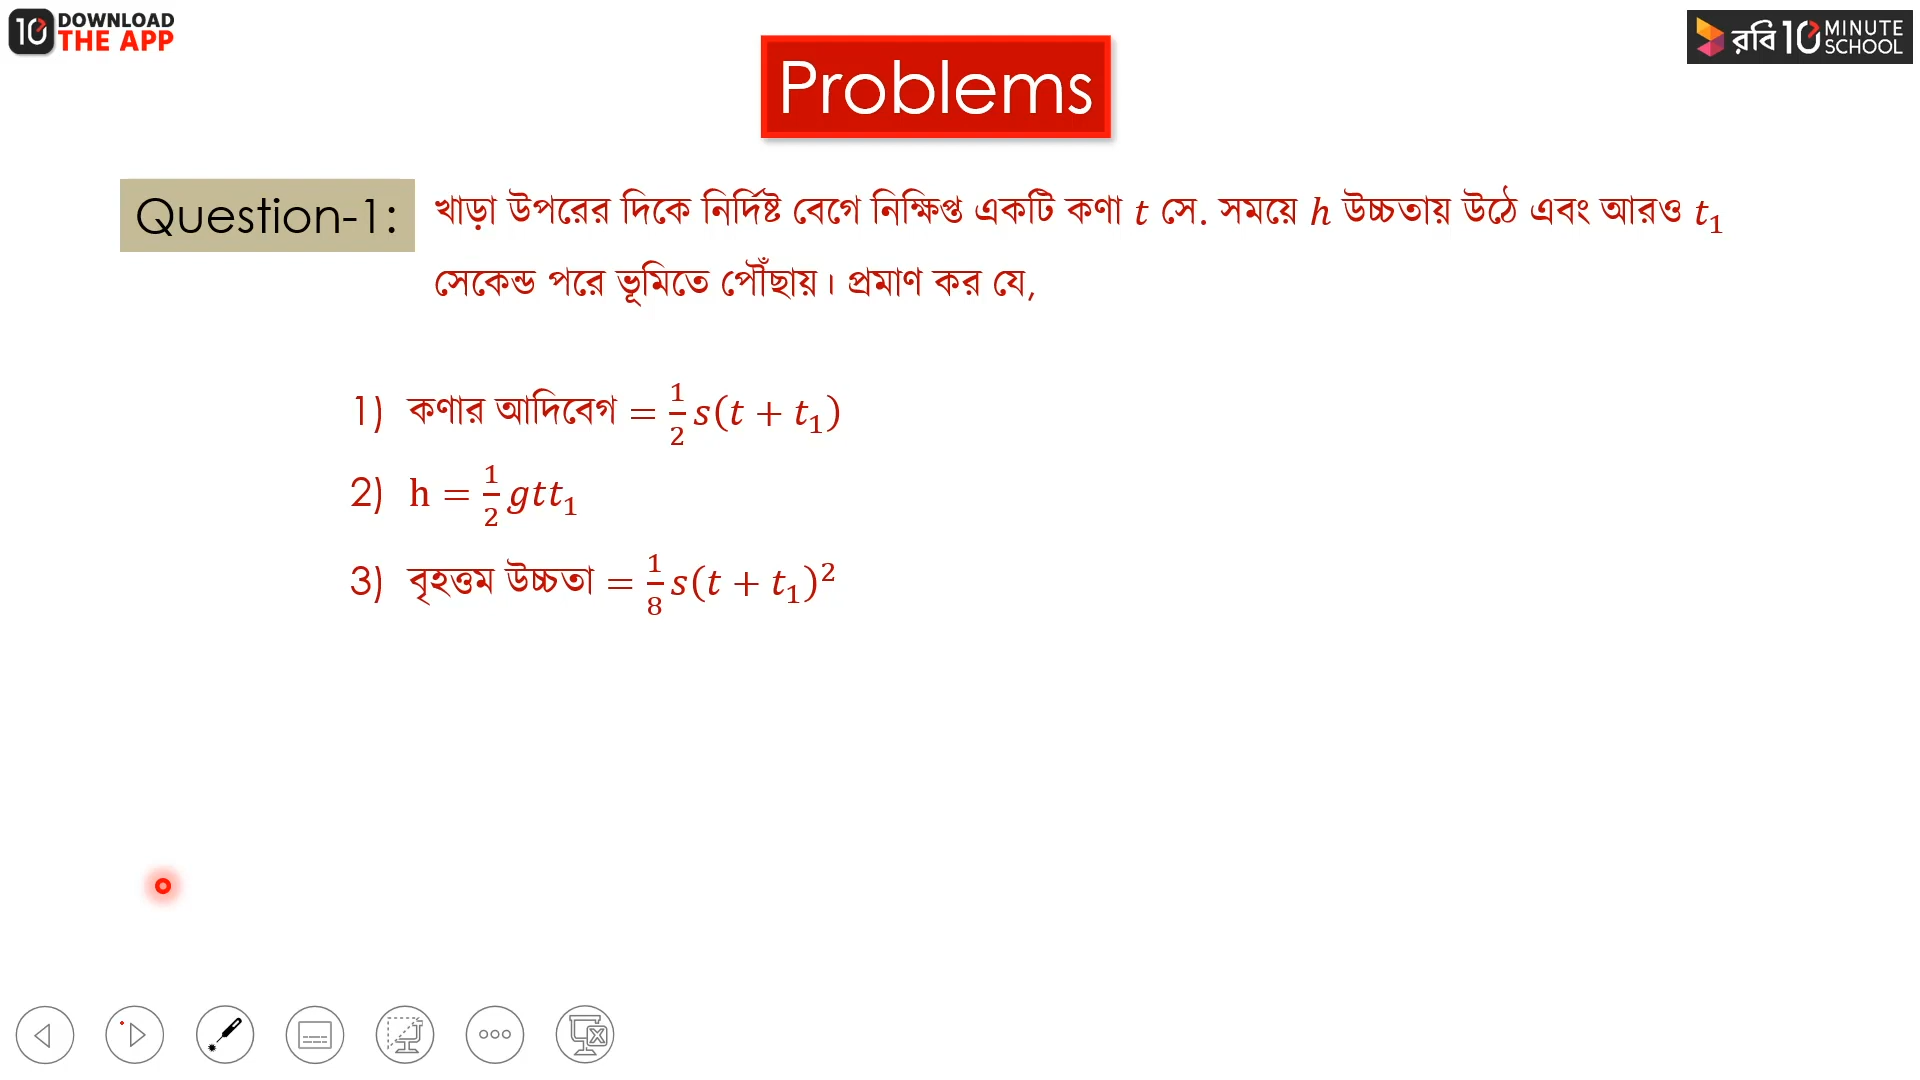 10 DOWNLOAD THE APP
রবি 10 MINUTE SCHOOL
Problems
Question-1: খাড়া উপরের দিকে নির্দিষ্ট বেগে নিক্ষিপ্ত একটি কণা t সে. সময়ে h উচ্চতায় উঠে এবং আরও t₁
সেকেন্ড পরে ভূমিতে পৌঁছায়। প্রমাণ কর যে,
1) কণার আদিবেগ = 1/2 s(t + t₁)
2) h = 1/2 gtt₁
3) বৃহত্তম উচ্চতা = 1/8 s(t + t₁)²